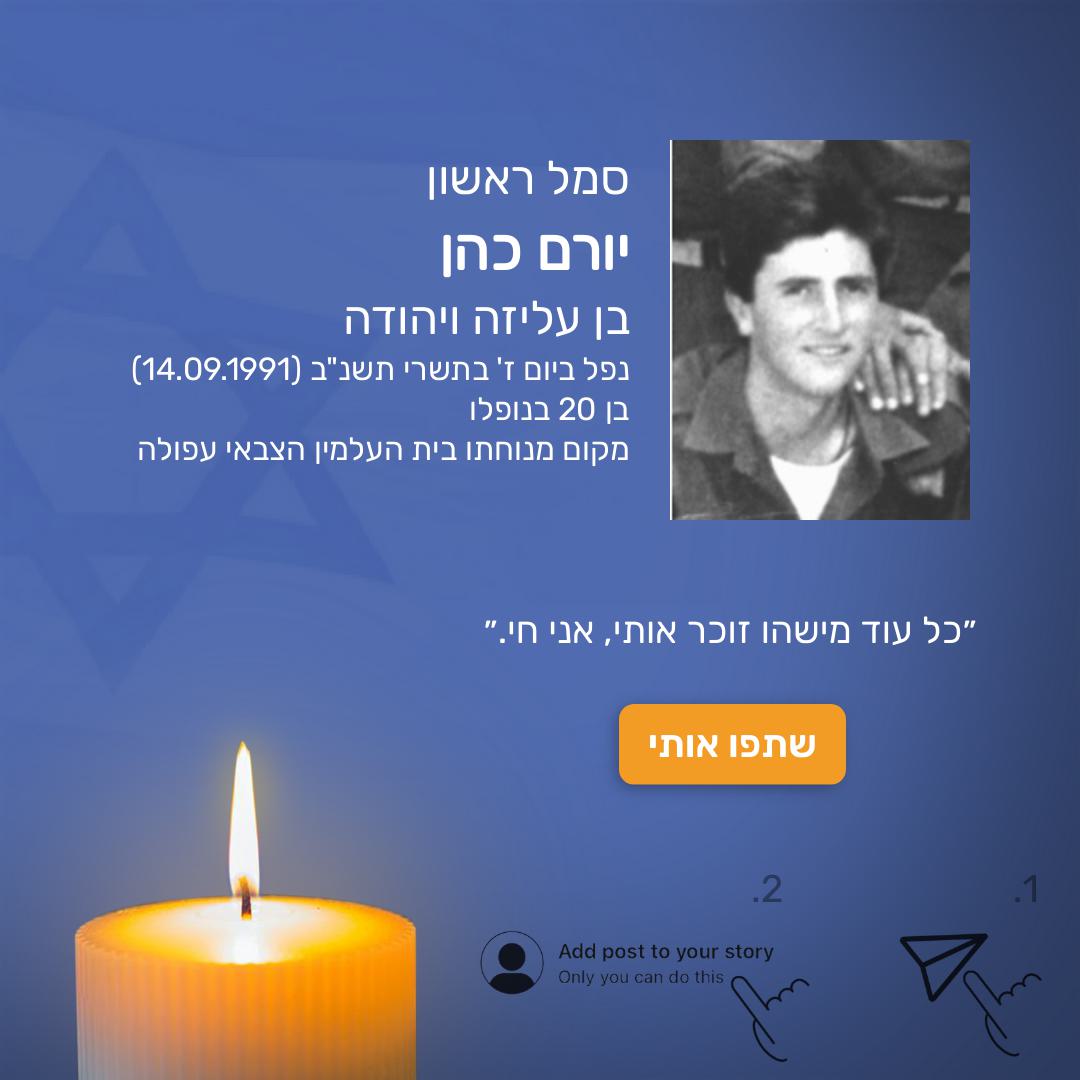 סמל ראשון
יורם כהן
בן עליזה ויהודה
נפל ביום ז' בתשרי תשנ"ב (14.09.1991)
בן 20 בנופלו
מקום מנוחתו בית העלמין הצבאי עפולה
״כל עוד מישהו זוכר אותי, אני חי.״
שתפו אותי
.1
.2
Add post to your story
Only you can do this